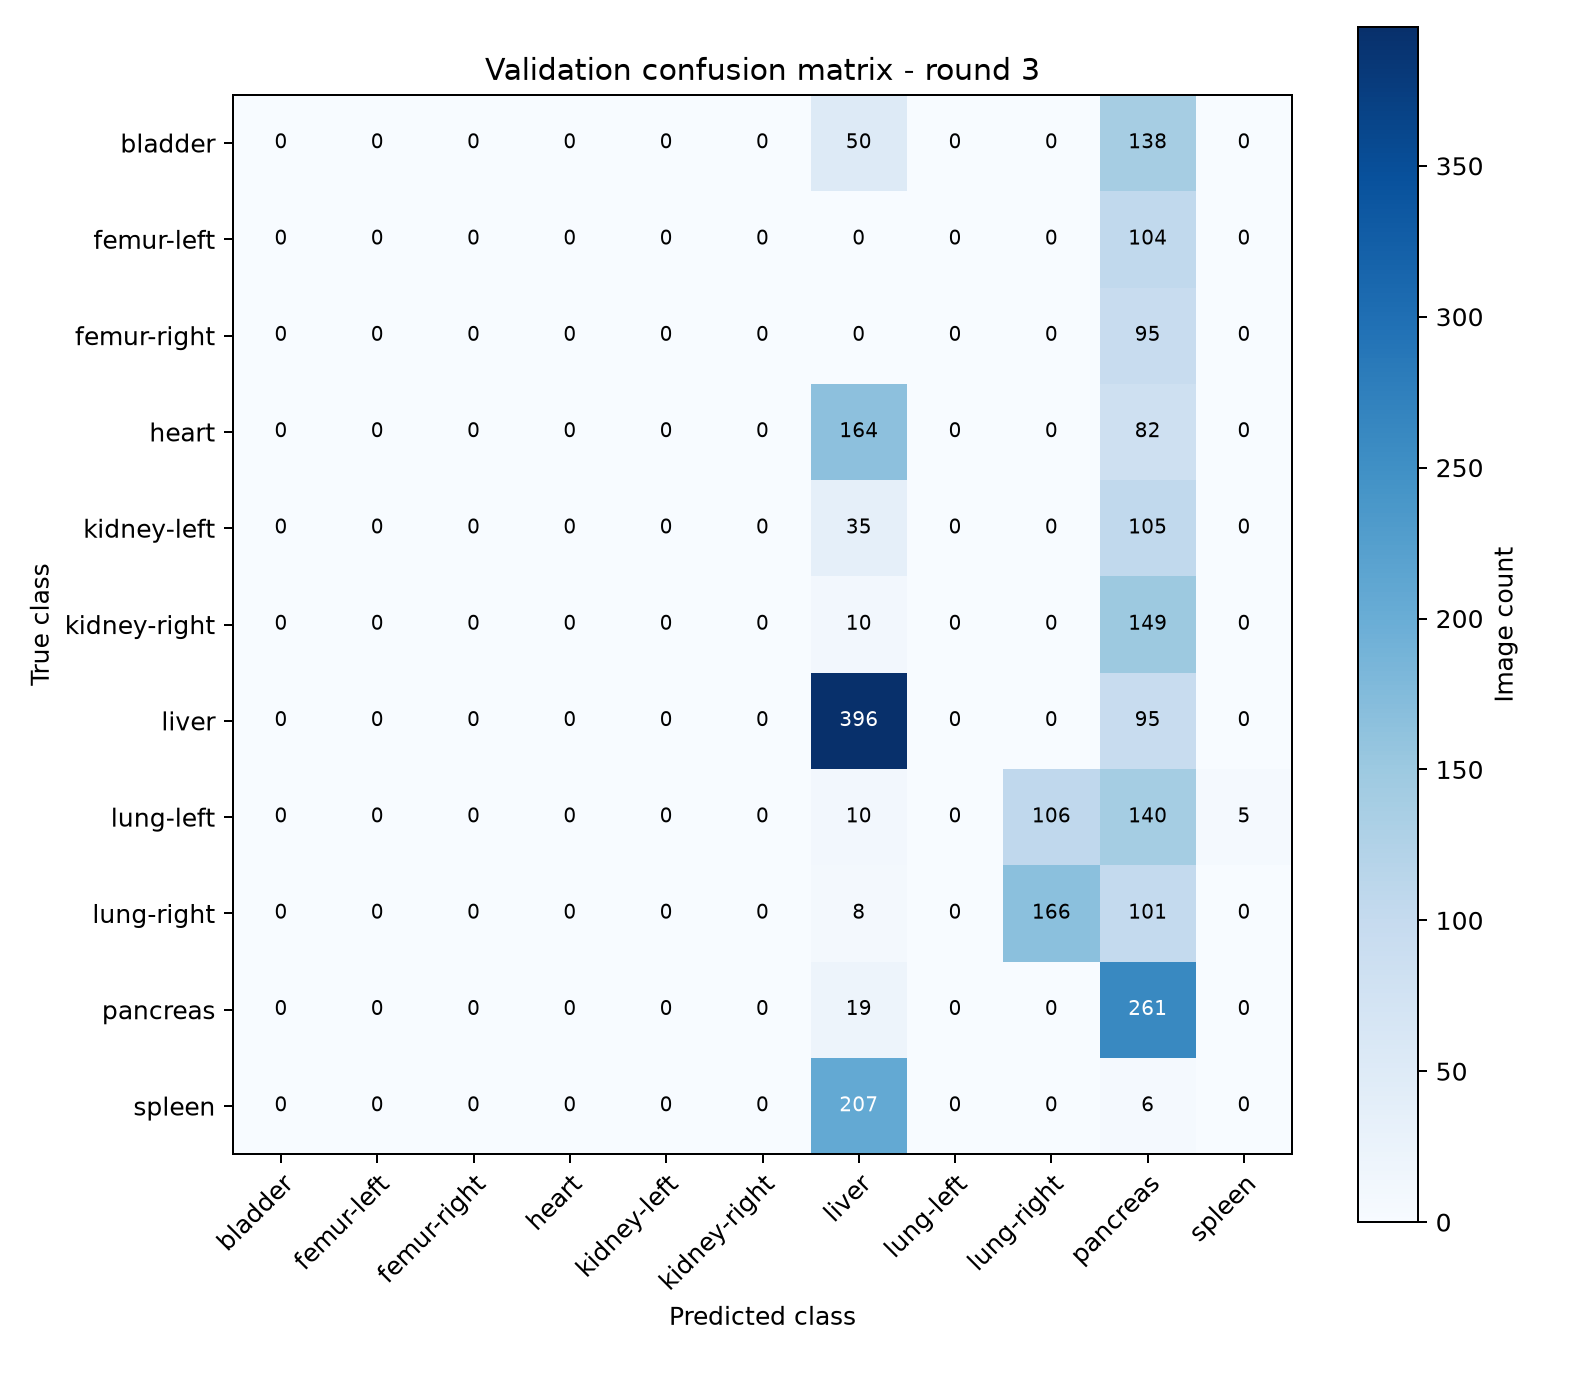 Validation confusion matrix - round 3
bladder 0 0 0 0 0 0 50 0 0 138 0
femur-left 0 0 0 0 0 0 0 0 0 104 0
femur-right 0 0 0 0 0 0 0 0 0 95 0
heart 0 0 0 0 0 0 164 0 0 82 0
kidney-left 0 0 0 0 0 0 35 0 0 105 0
kidney-right 0 0 0 0 0 0 10 0 0 149 0
liver 0 0 0 0 0 0 396 0 0 95 0
lung-left 0 0 0 0 0 0 10 0 106 140 5
lung-right 0 0 0 0 0 0 8 0 166 101 0
pancreas 0 0 0 0 0 0 19 0 0 261 0
spleen 0 0 0 0 0 0 207 0 0 6 0
True class
bladder femur-left femur-right heart kidney-left kidney-right liver lung-left lung-right pancreas spleen
Predicted class
350
300
250
200
150
100
50
0
Image count